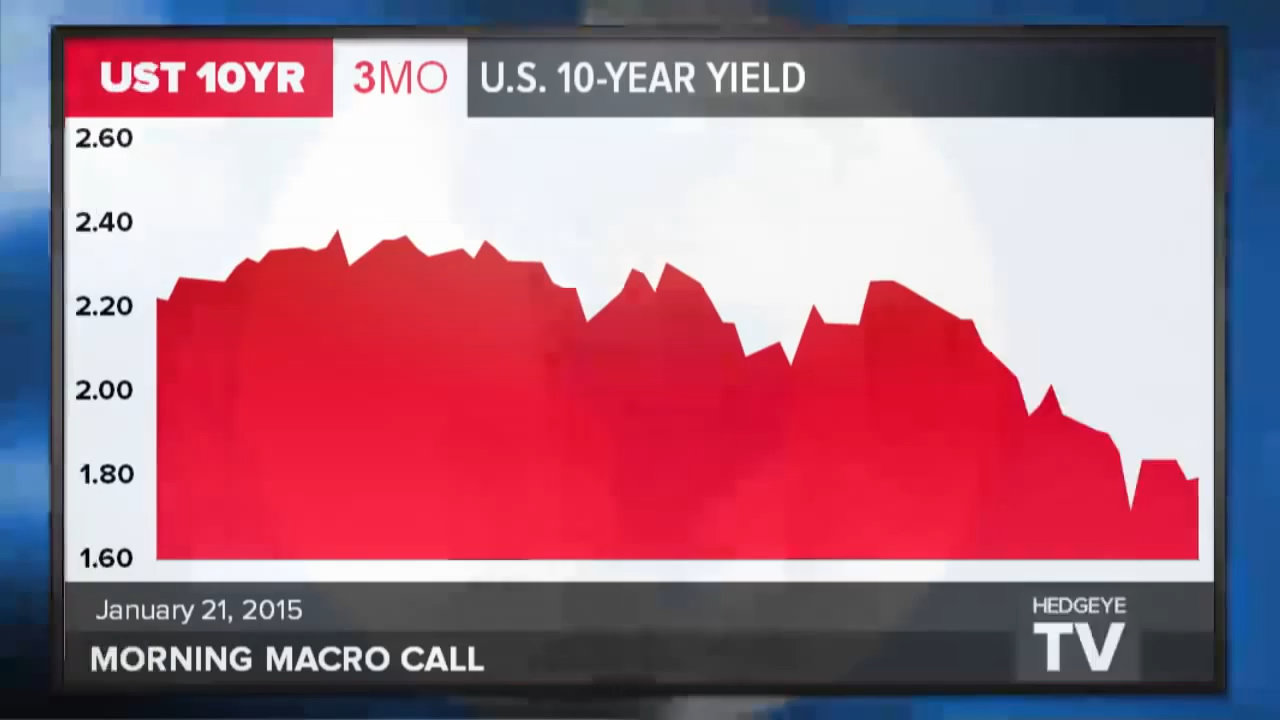 UST 10YR 3MO U.S. 10-YEAR YIELD
2.60
2.40
2.20
2.00
1.80
1.60
January 21, 2015
MORNING MACRO CALL
HEDGEYE
TV